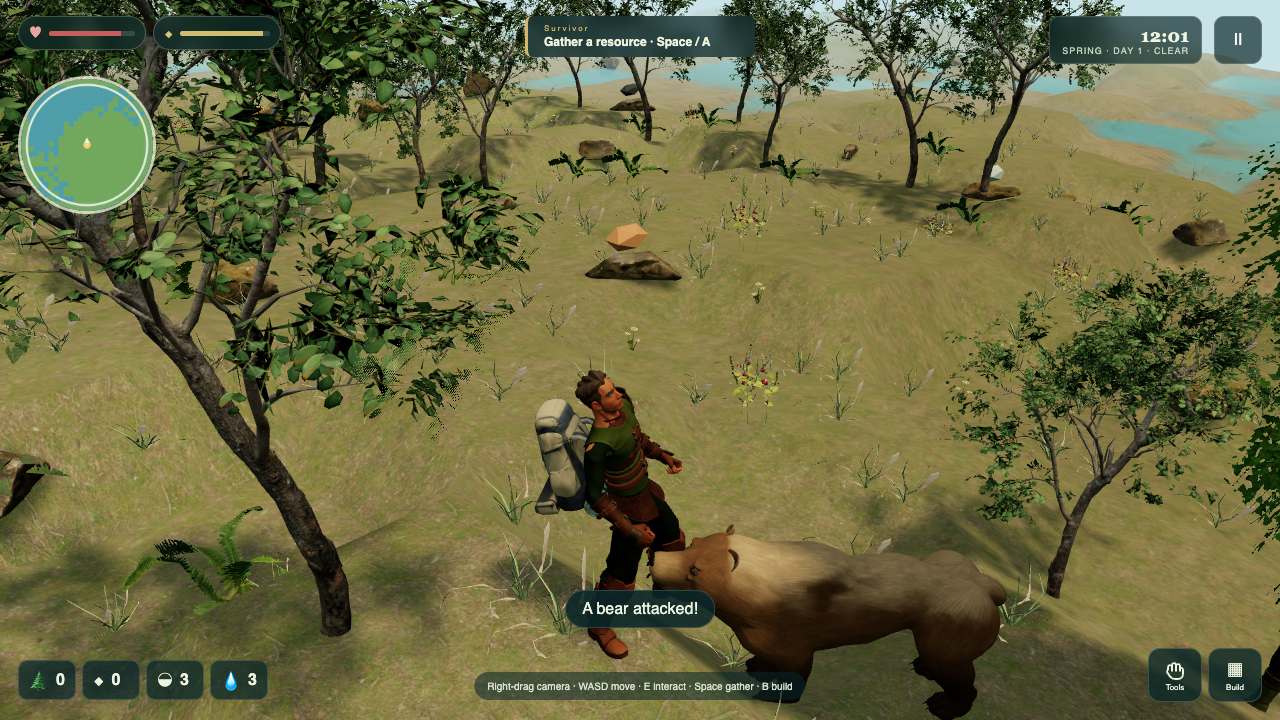 Survivor
Gather a resource · Space / A
12:01
SPRING · DAY 1 · CLEAR
A bear attacked!
0
0
3
3
Right-drag camera · WASD move · E interact · Space gather · B build
Tools
Build